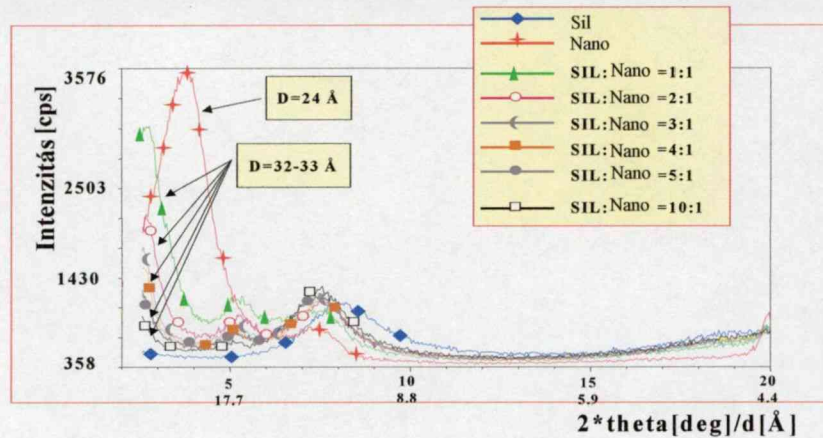 Sil
Nano
SIL:Nano =1:1
SIL:Nano =2:1
SIL:Nano =3:1
SIL:Nano =4:1
SIL:Nano =5:1
SIL:Nano =10:1
Intenzitás [cps]
3576
2503
1430
358
D=24 Å
D=32-33 Å
5 10 15 20
17.7 8.8 5.9 4.4
2*theta[deg]/d[Å]